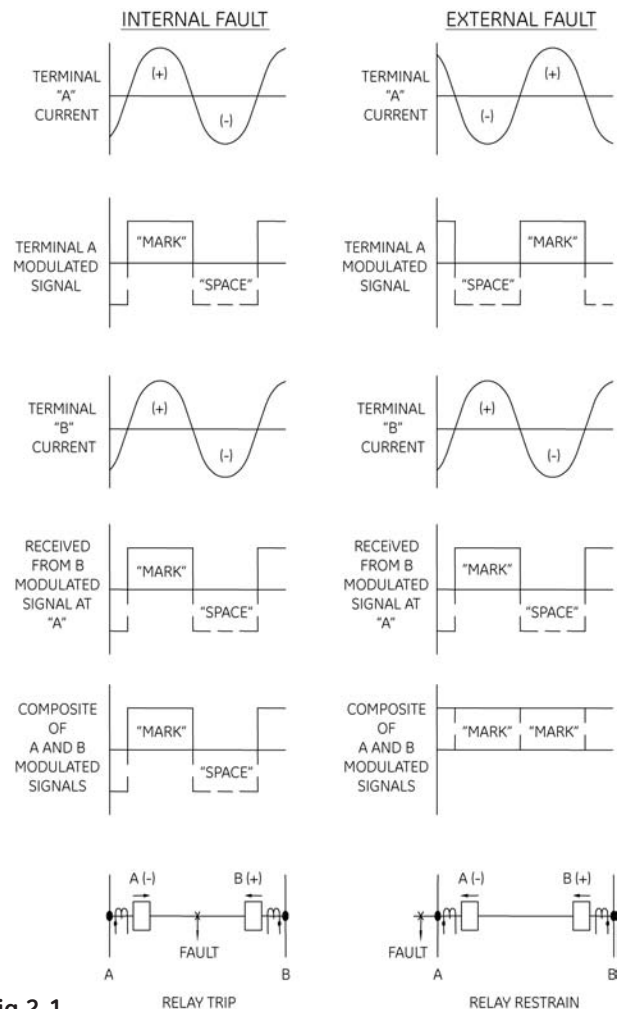 INTERNAL FAULT
EXTERNAL FAULT
TERMINAL
"A"
CURRENT
(+)
(-)
TERMINAL
"A"
CURRENT
(-)
(+)
TERMINAL A
MODULATED
SIGNAL
"MARK"
"SPACE"
TERMINAL A
MODULATED
SIGNAL
"SPACE"
"MARK"
TERMINAL
"B"
CURRENT
(+)
(-)
TERMINAL
"B"
CURRENT
(+)
(-)
RECEIVED
FROM B
MODULATED
SIGNAL AT
"A"
"MARK"
"SPACE"
RECEIVED
FROM B
MODULATED
SIGNAL AT
"A"
"MARK"
"SPACE"
COMPOSITE
OF
A AND B
MODULATED
SIGNALS
"MARK"
"SPACE"
COMPOSITE
OF
A AND B
MODULATED
SIGNALS
"MARK"
"MARK"
A (-)
B (+)
FAULT
A
B
RELAY TRIP
A (-)
B (+)
FAULT
A
B
RELAY RESTRAIN